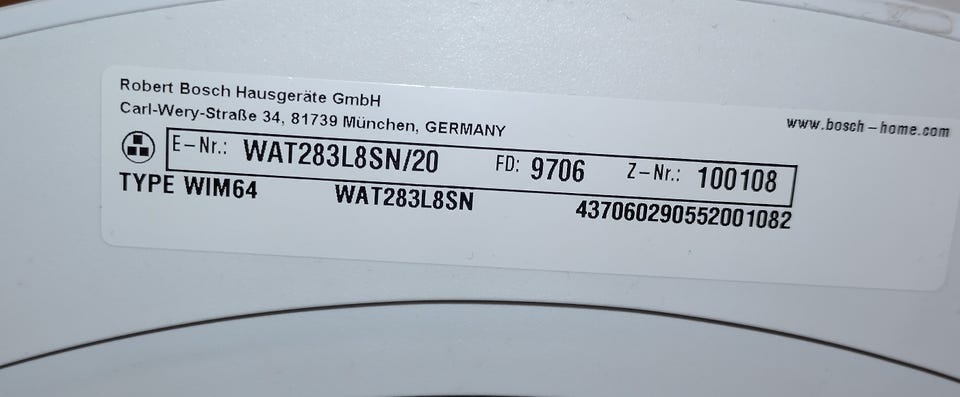 Robert Bosch Hausgeräte GmbH
Carl-Wery-Straße 34, 81739 München, GERMANY
www.bosch-home.com
E-Nr.: WAT283L8SN/20 FD: 9706 Z-Nr.: 100108
TYPE WIM64 WAT283L8SN 437060290552001082